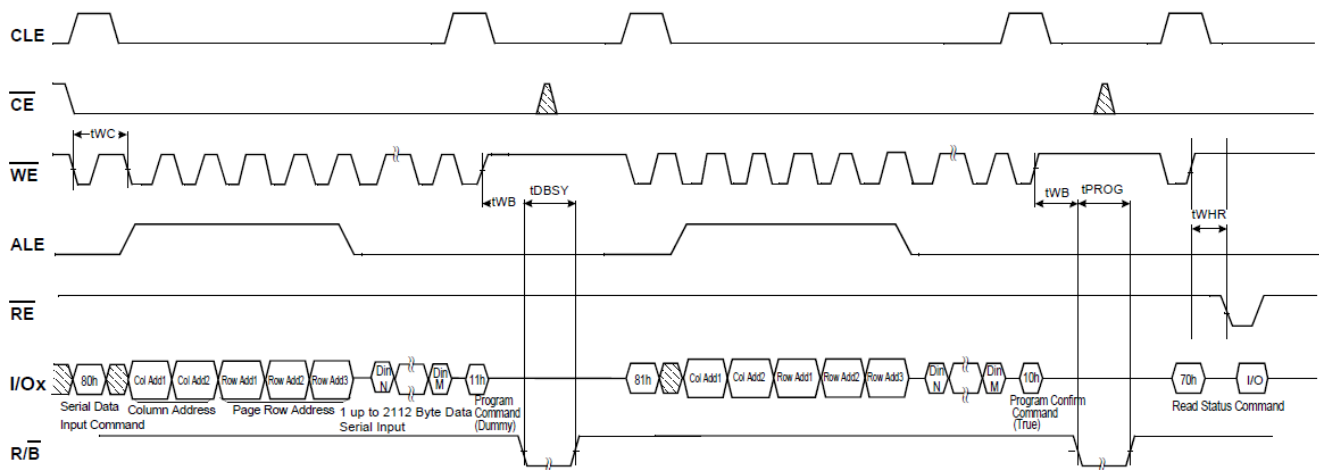 CLE
CE
tWC
WE
tDBSY
tWB
tWB
tPROG
tWHR
ALE
RE
I/Ox
80h Col Add1 Col Add2 Row Add1 Row Add2 Row Add3 Din N Din M 11h 81h Col Add1 Col Add2 Row Add1 Row Add2 Row Add3 Din N Din M 10h 70h I/O
Serial Data
Input Command
Column Address
Page Row Address
1 up to 2112 Byte Data
Serial Input
Program
Command
(Dummy)
Program Confirm
Command
(True)
Read Status Command
R/B